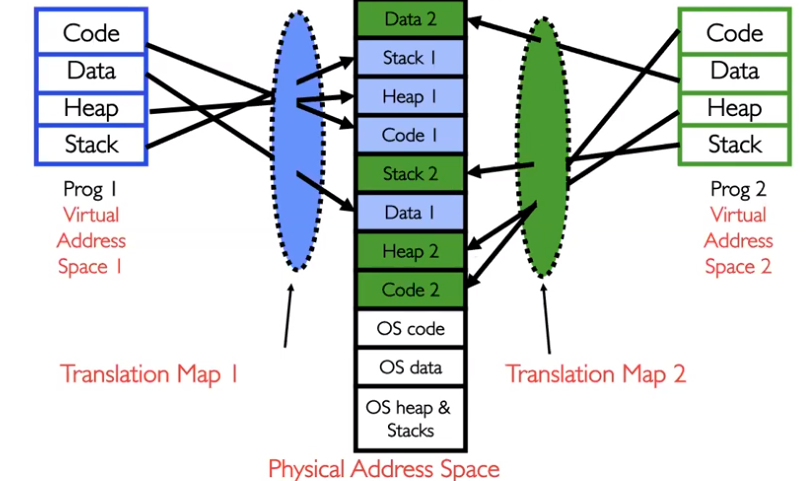 Code
Data
Heap
Stack
Prog 1
Virtual
Address
Space 1
Translation Map 1
Data 2
Stack 1
Heap 1
Code 1
Stack 2
Data 1
Heap 2
Code 2
OS code
OS data
OS heap &
Stacks
Physical Address Space
Code
Data
Heap
Stack
Prog 2
Virtual
Address
Space 2
Translation Map 2